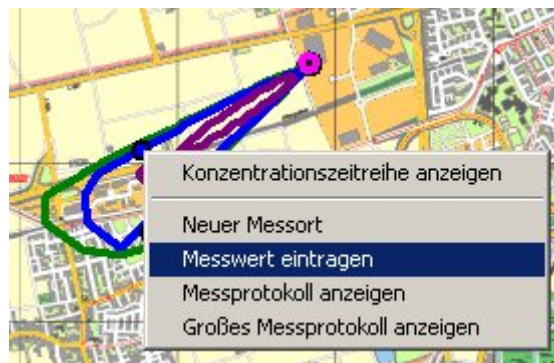 Konzentrationszeitreihe anzeigen
Neuer Messort
Messwert eintragen
Messprotokoll anzeigen
Großes Messprotokoll anzeigen